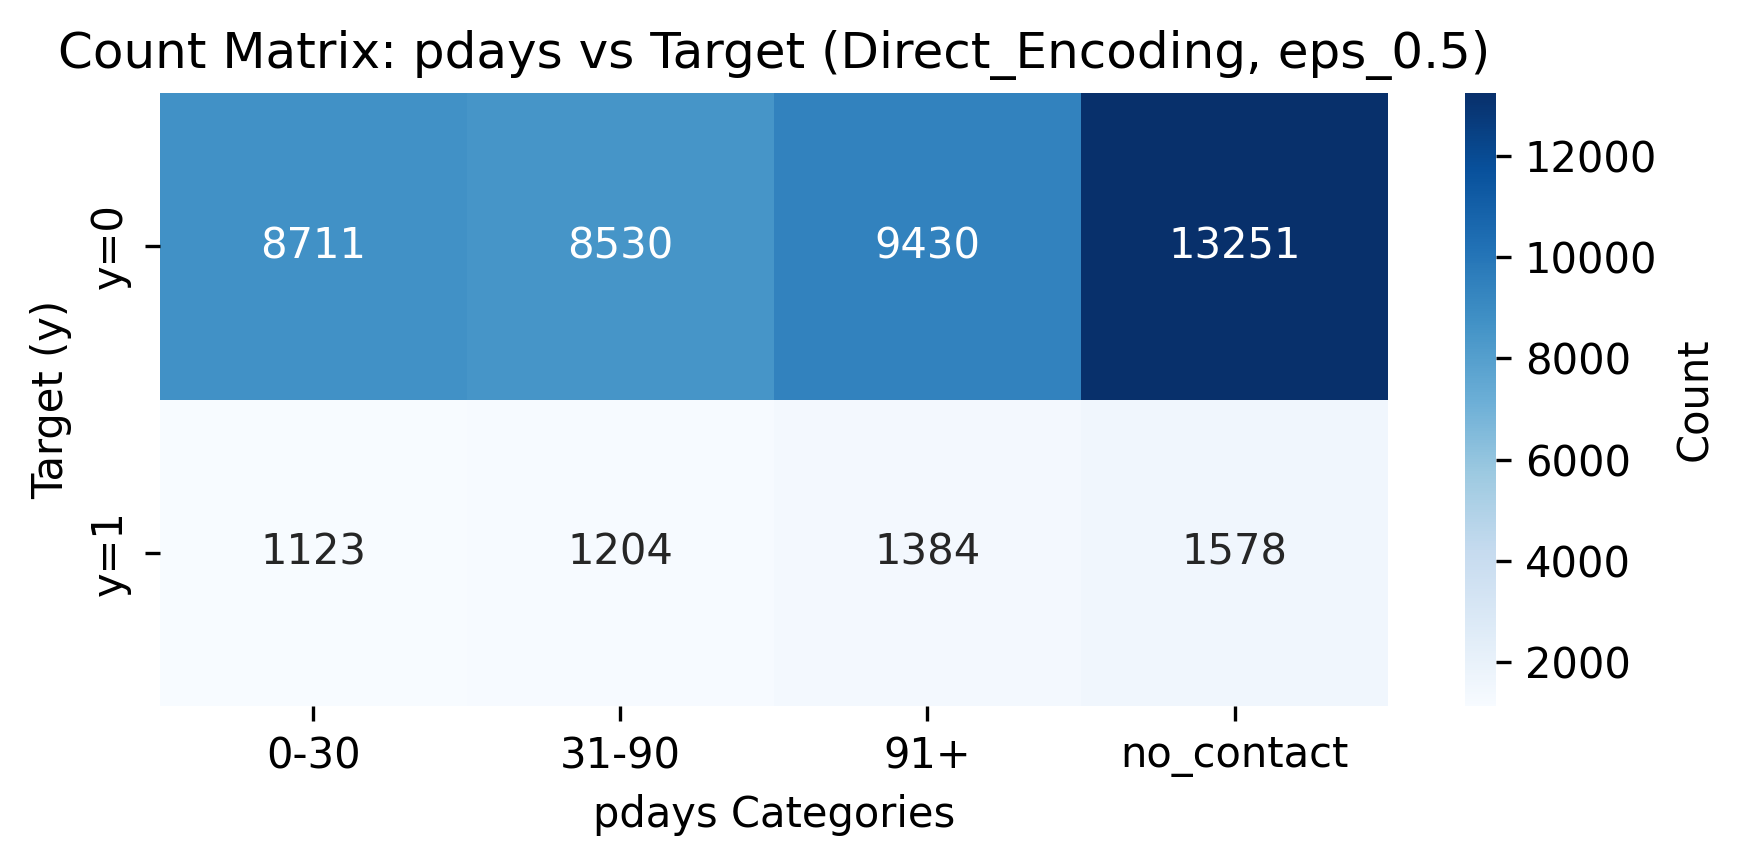 Count Matrix: pdays vs Target (Direct_Encoding, eps_0.5)
Target (y)
y=0
8711 8530 9430 13251
y=1
1123 1204 1384 1578
0-30 31-90 91+ no_contact
pdays Categories
12000
10000
8000
6000
4000
2000
Count